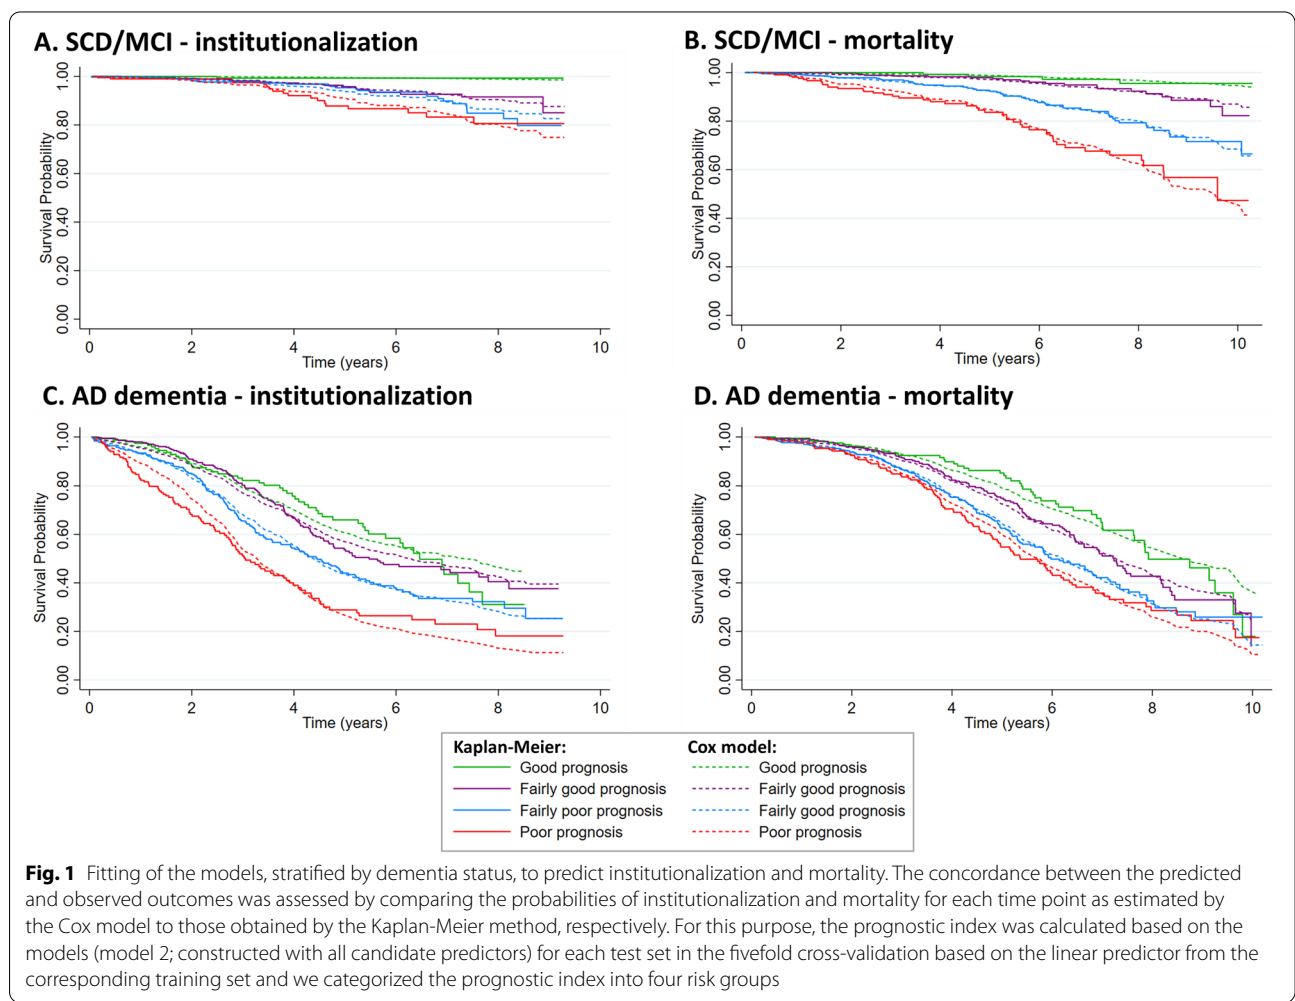 A. SCD/MCI - institutionalization
Survival Probability
0.00 0.20 0.40 0.60 0.80 1.00
0 2 4 6 8 10
Time (years)
B. SCD/MCI - mortality
Survival Probability
0.00 0.20 0.40 0.60 0.80 1.00
0 2 4 6 8 10
Time (years)
C. AD dementia - institutionalization
Survival Probability
0.00 0.20 0.40 0.60 0.80 1.00
0 2 4 6 8 10
Time (years)
D. AD dementia - mortality
Survival Probability
0.00 0.20 0.40 0.60 0.80 1.00
0 2 4 6 8 10
Time (years)
Kaplan-Meier:
Good prognosis
Fairly good prognosis
Fairly poor prognosis
Poor prognosis
Cox model:
Good prognosis
Fairly good prognosis
Fairly good prognosis
Poor prognosis
Fig. 1 Fitting of the models, stratified by dementia status, to predict institutionalization and mortality. The concordance between the predicted
and observed outcomes was assessed by comparing the probabilities of institutionalization and mortality for each time point as estimated by
the Cox model to those obtained by the Kaplan-Meier method, respectively. For this purpose, the prognostic index was calculated based on the
models (model 2; constructed with all candidate predictors) for each test set in the fivefold cross-validation based on the linear predictor from the
corresponding training set and we categorized the prognostic index into four risk groups